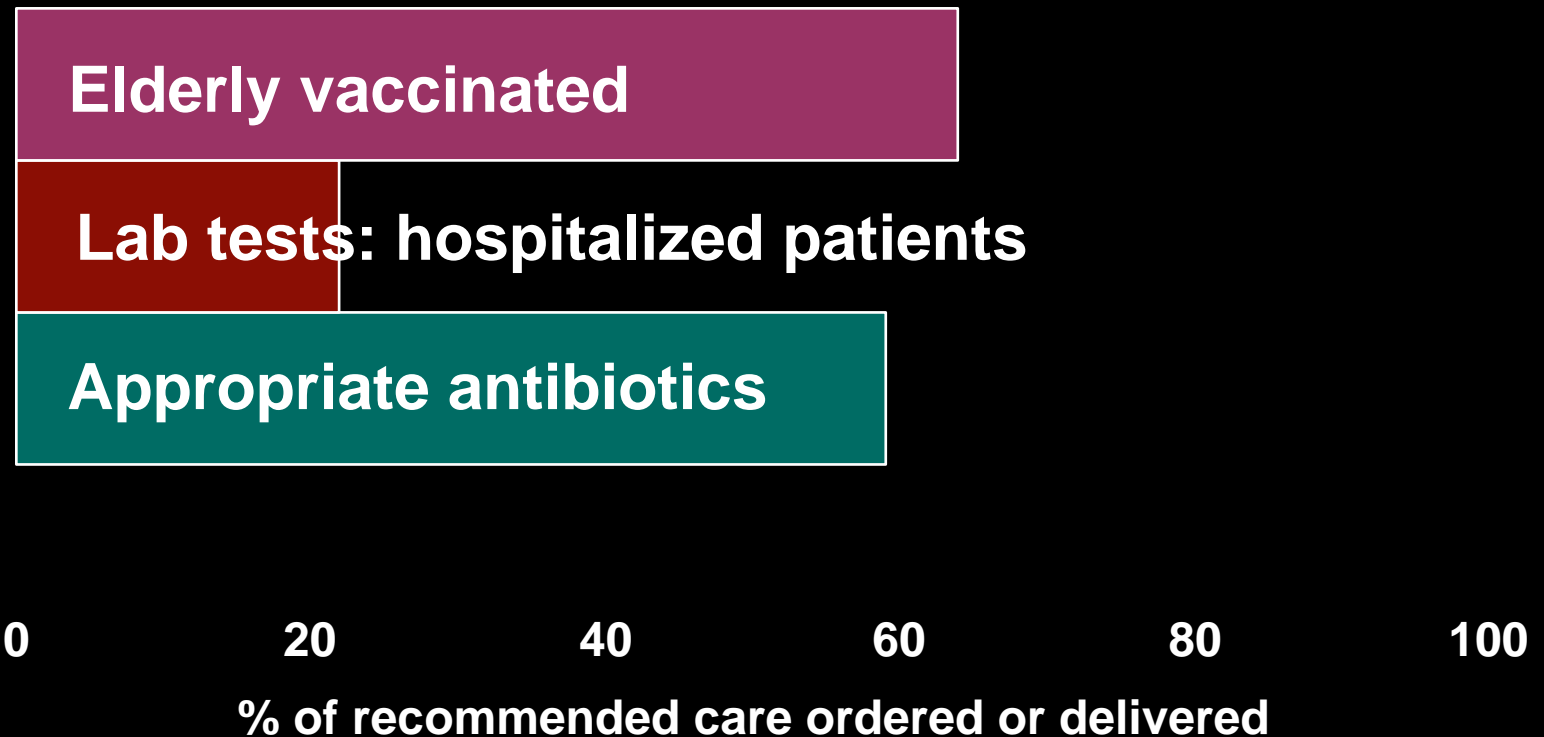 Elderly vaccinated
Lab tests: hospitalized patients
Appropriate antibiotics
0 20 40 60 80 100
% of recommended care ordered or delivered